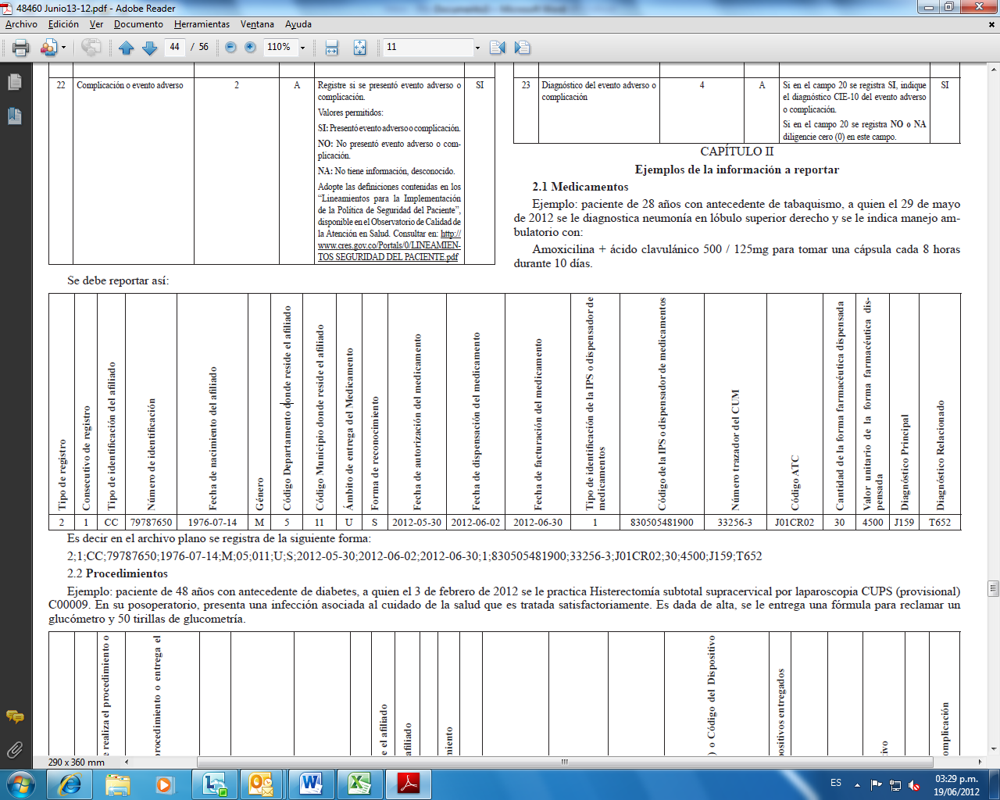 48460 Junio13-12.pdf - Adobe Reader
Archivo Edición Ver Documento Herramientas Ventana Ayuda
44 / 56 110% 11
22 Complicación o evento adverso 2 A Registre si se presentó evento adverso o
complicación. SI
Valores permitidos:
SI: Presentó evento adverso o complicación.
NO: No presentó evento adverso o com-
plicación.
NA: No tiene información, desconocido.
Adopte las definiciones contenidas en los
“Lineamientos para la Implementación
de la Política de Seguridad del Paciente”,
disponible en el Observatorio de Calidad de
la Atención en Salud. Consultar en: http://
www.cres.gov.co/Portals/0/LINEAMIEN-
TOS SEGURIDAD DEL PACIENTE.pdf
23 Diagnóstico del evento adverso o
complicación 4 A Si en el campo 20 se registra SI, indique
el diagnóstico CIE-10 del evento adverso
o complicación. SI
Si en el campo 20 se registra NO o NA
diligencie cero (0) en este campo.
CAPÍTULO II
Ejemplos de la información a reportar
2.1 Medicamentos
Ejemplo: paciente de 28 años con antecedente de tabaquismo, a quien el 29 de mayo
de 2012 se le diagnostica neumonía en lóbulo superior derecho y se le indica manejo am-
bulatorio con:
Amoxicilina + ácido clavulánico 500 / 125mg para tomar una cápsula cada 8 horas
durante 10 días.
Se debe reportar así:
Tipo de registro
Consecutivo de registro
Tipo de identificación del afiliado
Número de identificación
Fecha de nacimiento del afiliado
Género
Código Departamento donde reside el afiliado
Código Municipio donde reside el afiliado
Ámbito de entrega del Medicamento
Forma de reconocimiento
Fecha de autorización del medicamento
Fecha de dispensación del medicamento
Fecha de facturación del medicamento
Tipo de identificación de la IPS o dispensador de
medicamentos
Código de la IPS o dispensador de medicamentos
Número trazador del CUM
Código ATC
Cantidad de la forma farmacéutica dispensada
Valor unitario de la forma farmacéutica dis-
pensada
Diagnóstico Principal
Diagnóstico Relacionado
2 1 CC 79787650 1976-07-14 M 5 11 U S 2012-05-30 2012-06-02 2012-06-30 1 830505481900 33256-3 J01CR02 30 4500 J159 T652
Es decir en el archivo plano se registra de la siguiente forma:
2;1;CC;79787650;1976-07-14;M;05;011;U;S;2012-05-30;2012-06-02;2012-06-30;1;830505481900;33256-3;J01CR02;30;4500;J159;T652
2.2 Procedimientos
Ejemplo: paciente de 48 años con antecedente de diabetes, a quien el 3 de febrero de 2012 se le practica Histerectomía subtotal supracervical por laparoscopia CUPS (provisional)
C00009. En su posoperatorio, presenta una infección asociada al cuidado de la salud que es tratada satisfactoriamente. Es dada de alta, se le entrega una fórmula para reclamar un
glucómetro y 50 tirillas de glucometría.
e realiza el procedimiento o
rocedimiento o entrega el
e el afiliado
afiliado
miento
) o Código del Dispositivo
positivos entregados
tivo
omplicación
290 x 360 mm
ES 03:29 p.m.
19/06/2012